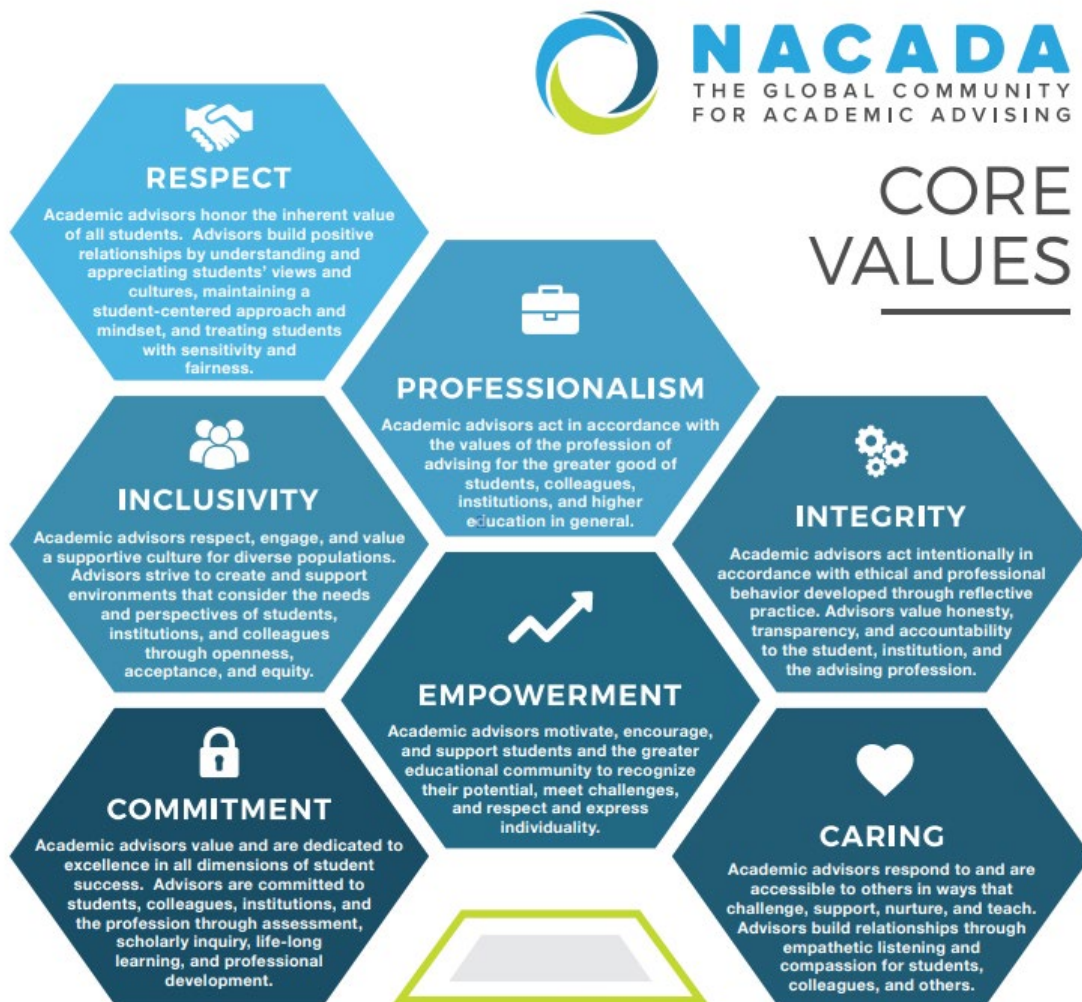 NACADA
THE GLOBAL COMMUNITY
FOR ACADEMIC ADVISING
CORE
VALUES
RESPECT
Academic advisors honor the inherent value
of all students.  Advisors build positive
relationships by understanding and
appreciating students' views and
cultures, maintaining a
student-centered approach and
mindset, and treating students
with sensitivity and
fairness.
PROFESSIONALISM
Academic advisors act in accordance with
the values of the profession of
advising for the greater good of
students, colleagues,
institutions, and higher
education in general.
INCLUSIVITY
Academic advisors respect, engage, and value
a supportive culture for diverse populations.
Advisors strive to create and support
environments that consider the needs
and perspectives of students,
institutions, and colleagues
through openness,
acceptance, and equity.
INTEGRITY
Academic advisors act intentionally in
accordance with ethical and professional
behavior developed through reflective
practice. Advisors value honesty,
transparency, and accountability
to the student, institution, and
the advising profession.
EMPOWERMENT
Academic advisors motivate, encourage,
and support students and the greater
educational community to recognize
their potential, meet challenges,
and respect and express
individuality.
COMMITMENT
Academic advisors value and are dedicated to
excellence in all dimensions of student
success.  Advisors are committed to
students, colleagues, institutions, and
the profession through assessment,
scholarly inquiry, life-long
learning, and professional
development.
CARING
Academic advisors respond to and are
accessible to others in ways that
challenge, support, nurture, and teach.
Advisors build relationships through
empathetic listening and
compassion for students,
colleagues, and others.